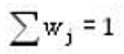 ∑wⱼ = 1